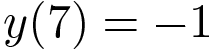 y(7) = −1